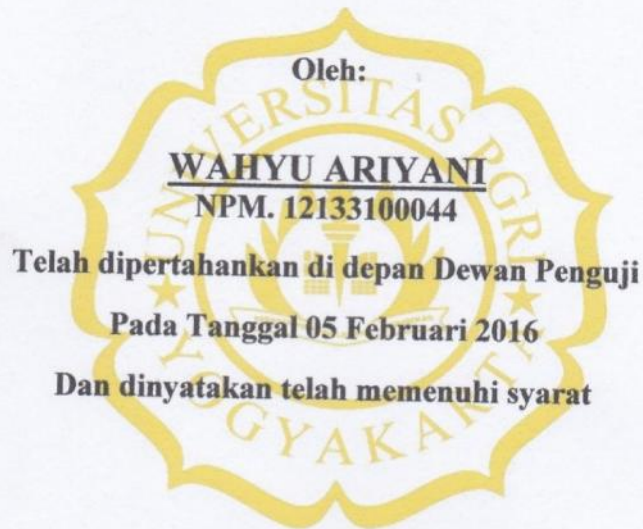 Oleh:
WAHYU ARIYANI
NPM. 12133100044
Telah dipertahankan di depan Dewan Penguji
Pada Tanggal 05 Februari 2016
Dan dinyatakan telah memenuhi syarat
UNIVERSITAS PGRI
YOGYAKARTA